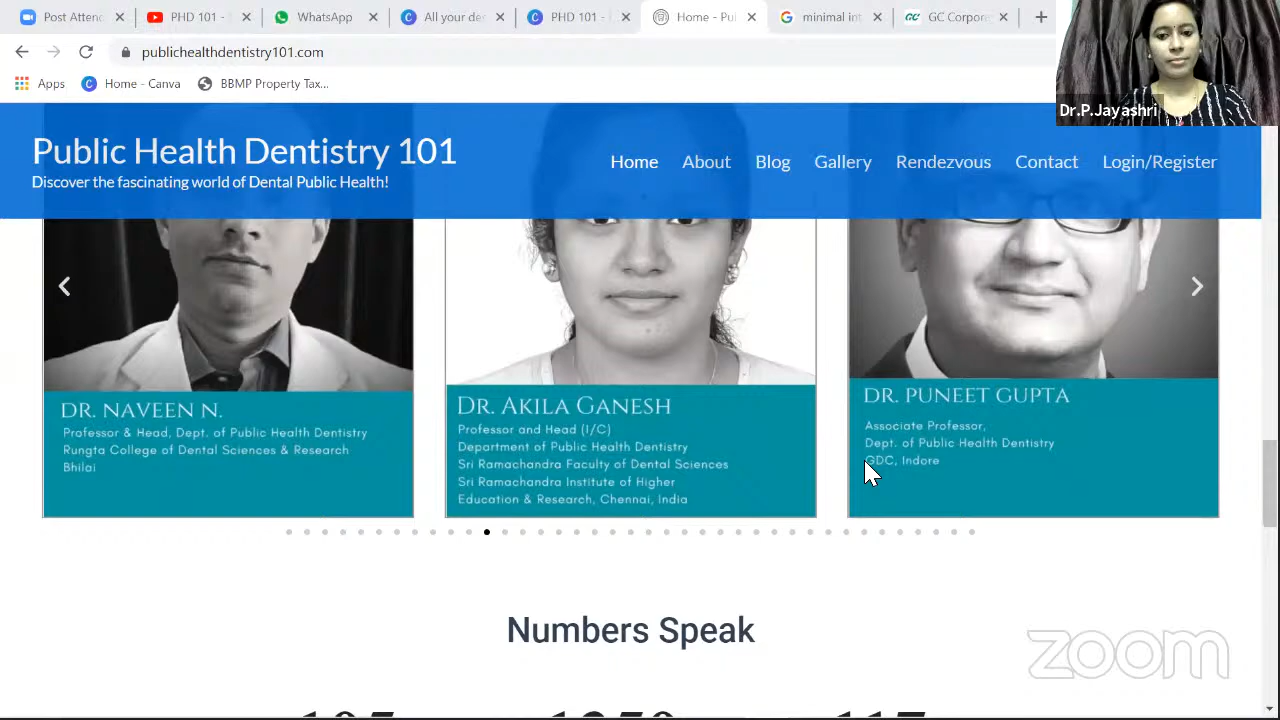 Post Attend
PHD 101 -
WhatsApp
All your de
PHD 101 -
Home - Pu
minimal in
GC Corpo
publichealthdentistry101.com
Apps
Home - Canva
BBMP Property Tax...
Dr.P.Jayashri
Public Health Dentistry 101
Discover the fascinating world of Dental Public Health!
Home
About
Blog
Gallery
Rendezvous
Contact
Login/Register
DR. NAVEEN N.
Professor & Head, Dept. of Public Health Dentistry
Rungta College of Dental Sciences & Research
Bhilai
DR. AKILA GANESH
Professor and Head (I/C)
Department of Public Health Dentistry
Sri Ramachandra Faculty of Dental Sciences
Sri Ramachandra Institute of Higher
Education & Research, Chennai, India
DR. PUNEET GUPTA
Associate Professor,
Dept. of Public Health Dentistry
GDC, Indore
Numbers Speak
zoom